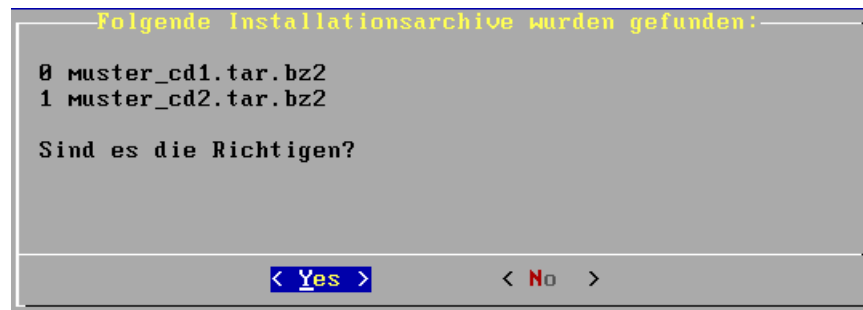 Folgende Installationsarchive wurden gefunden:
0 muster_cd1.tar.bz2
1 muster_cd2.tar.bz2
Sind es die Richtigen?
< Yes > < No >